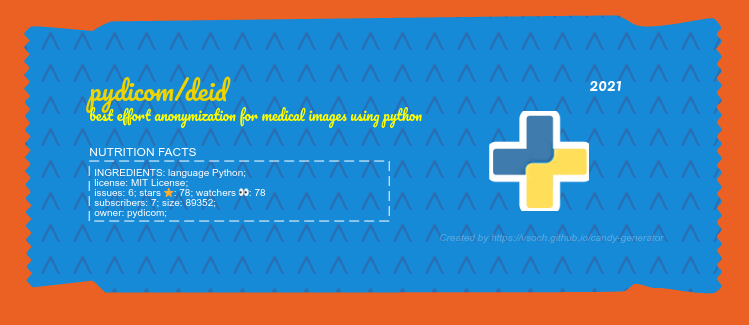 pydicom/deid
best effort anonymization for medical images using python
2021
NUTRITION FACTS
INGREDIENTS: language Python;
license: MIT License;
issues: 6; stars ⭐: 78; watchers 👀: 78
subscribers: 7; size: 89352;
owner: pydicom;
Created by https://vsoch.github.io/candy-generator